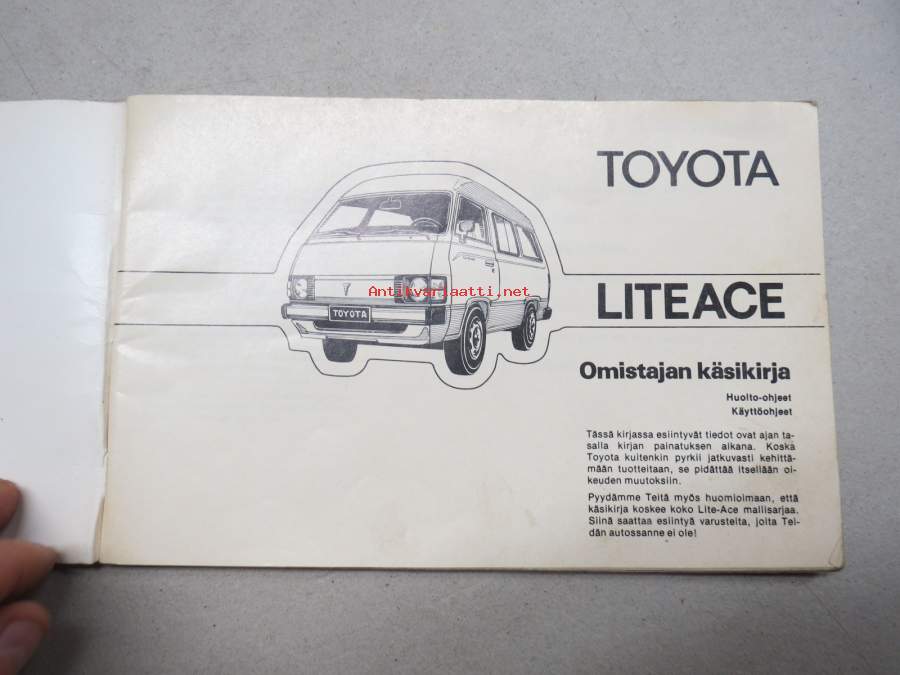 TOYOTA
LITEACE
Antikvariaatti.net
TOYOTA
Omistajan käsikirja
Huolto-ohjeet
Käyttöohjeet
Tässä kirjassa esiintyvät tiedot ovat ajan ta-
salla kirjan painatuksen aikana. Koska
Toyota kuitenkin pyrkii jatkuvasti kehittä-
mään tuotteitaan, se pidättää itsellään oi-
keuden muutoksiin.
Pyydämme Teitä myös huomioimaan, että
käsikirja koskee koko Lite-Ace mallisarjaa.
Siinä saattaa esiintyä varusteita, joita Tei-
dän autossanne ei ole!